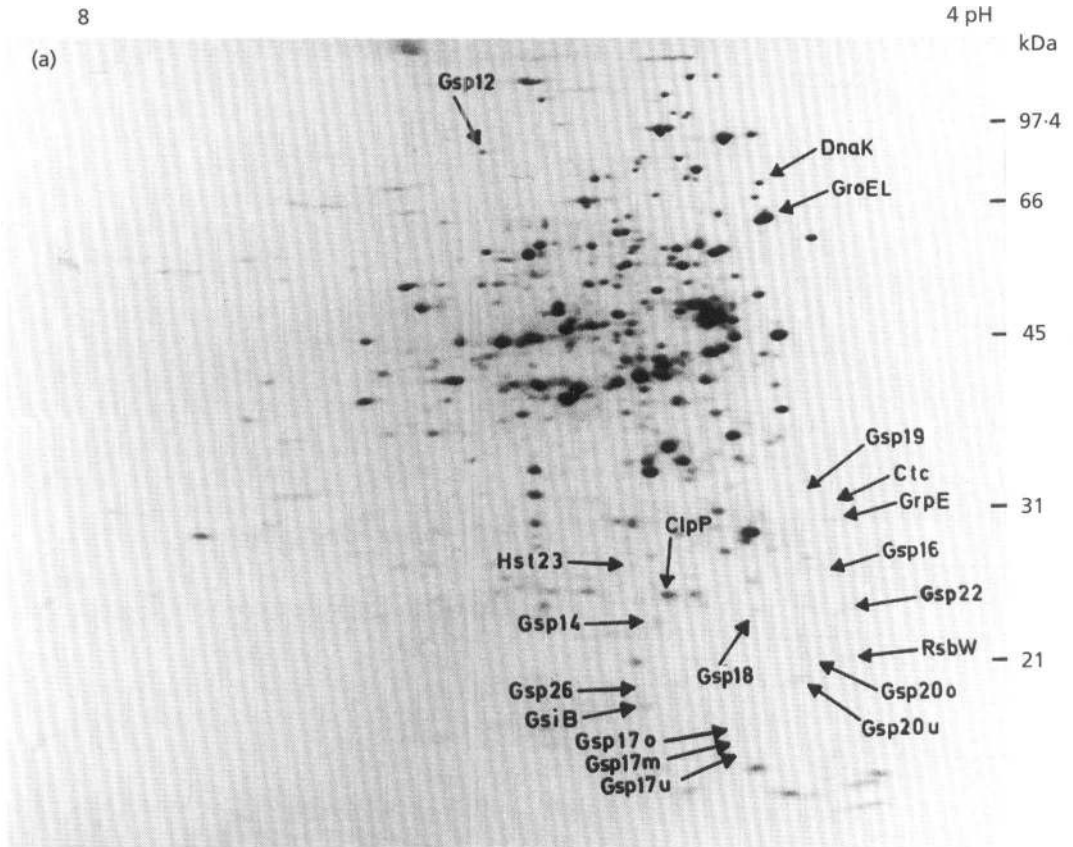 8 4 pH
(a) kDa
Gsp12
97·4
DnaK
GroEL
66
45
Gsp19
Ctc
GrpE
31
ClpP
Hst23
Gsp16
Gsp22
Gsp14
RsbW
21
Gsp18
Gsp26
Gsp20o
GsiB
Gsp20u
Gsp17o
Gsp17m
Gsp17u